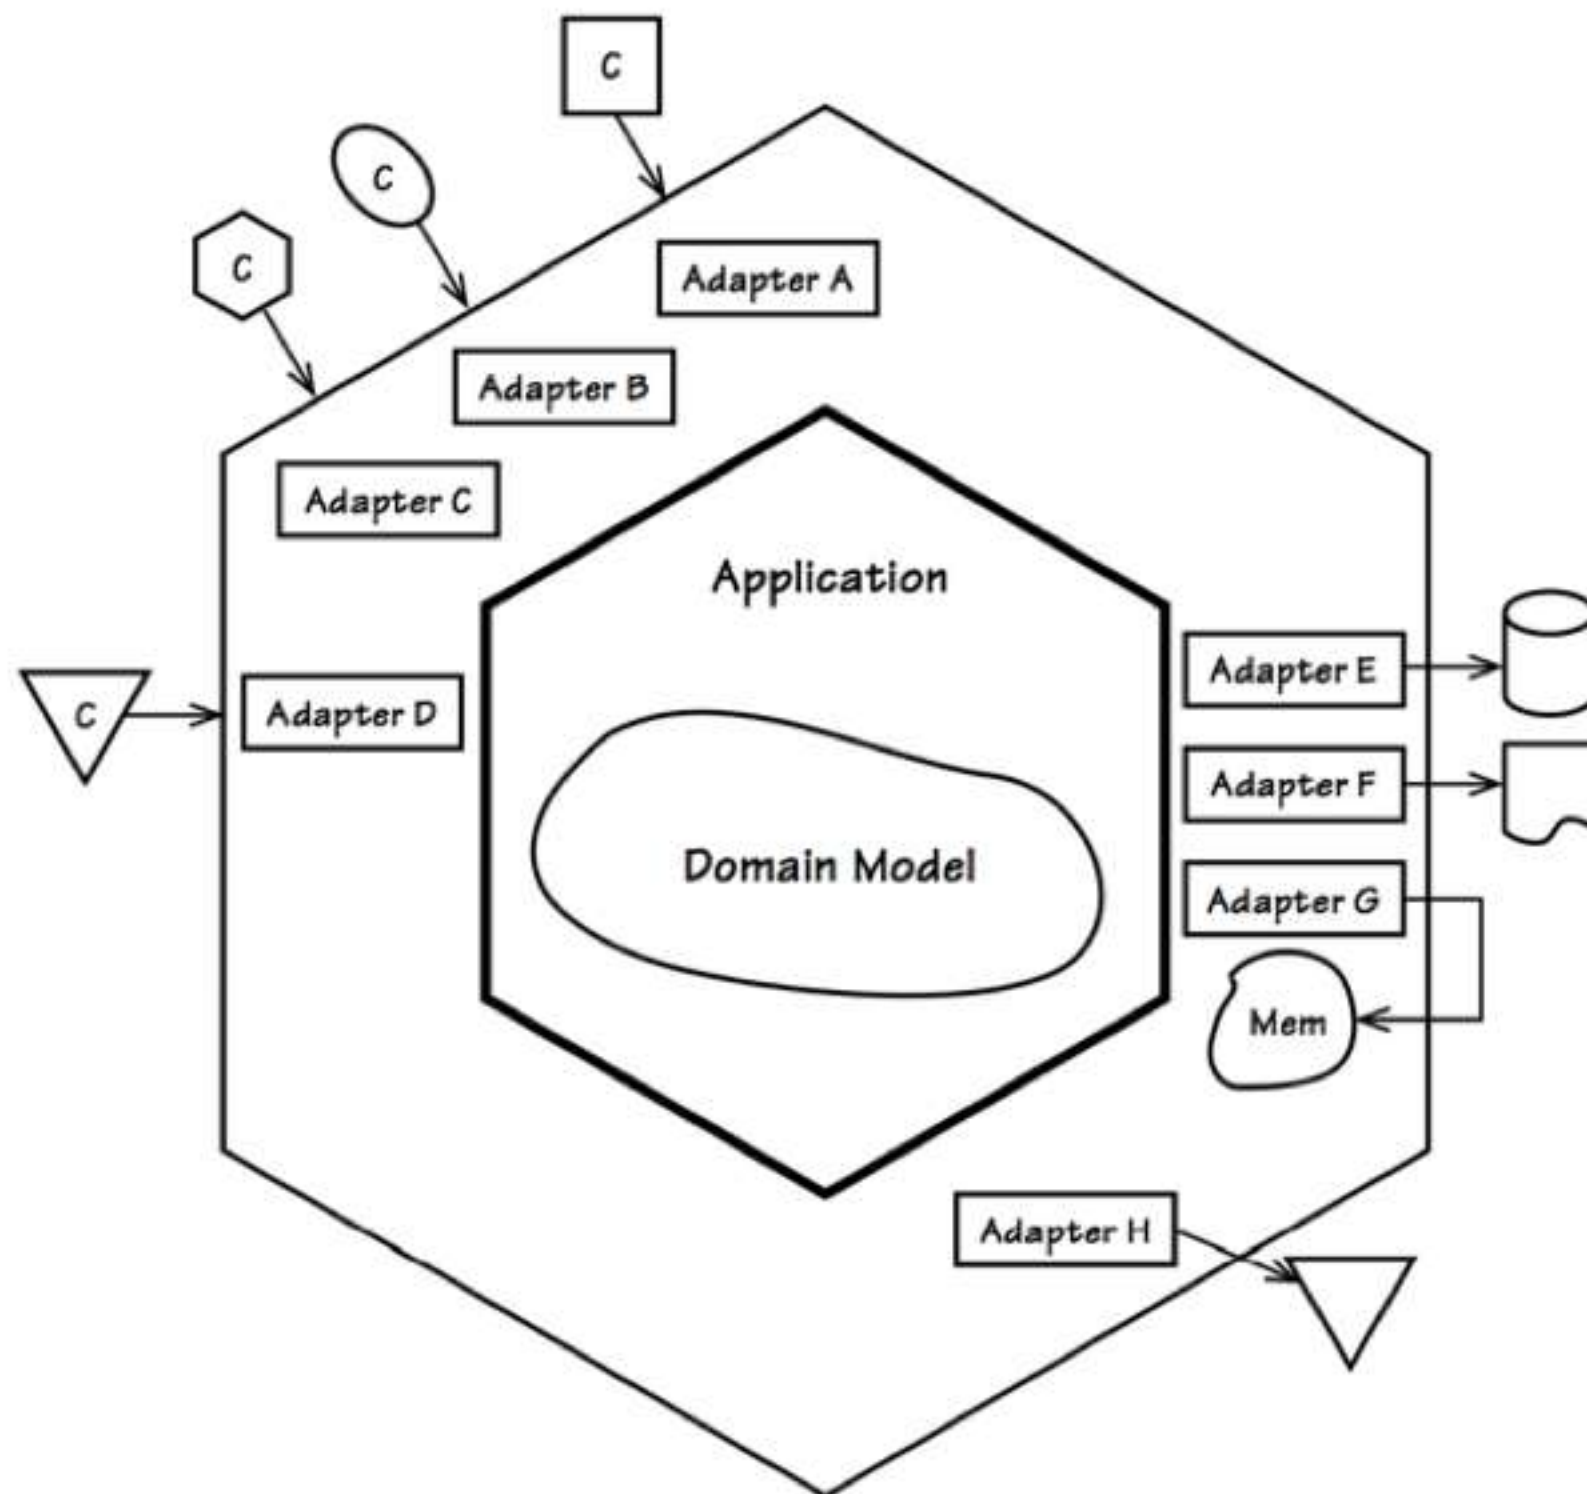 C
C
C
Adapter A
Adapter B
Adapter C
Application
Adapter E
C
Adapter D
Adapter F
Domain Model
Adapter G
Mem
Adapter H